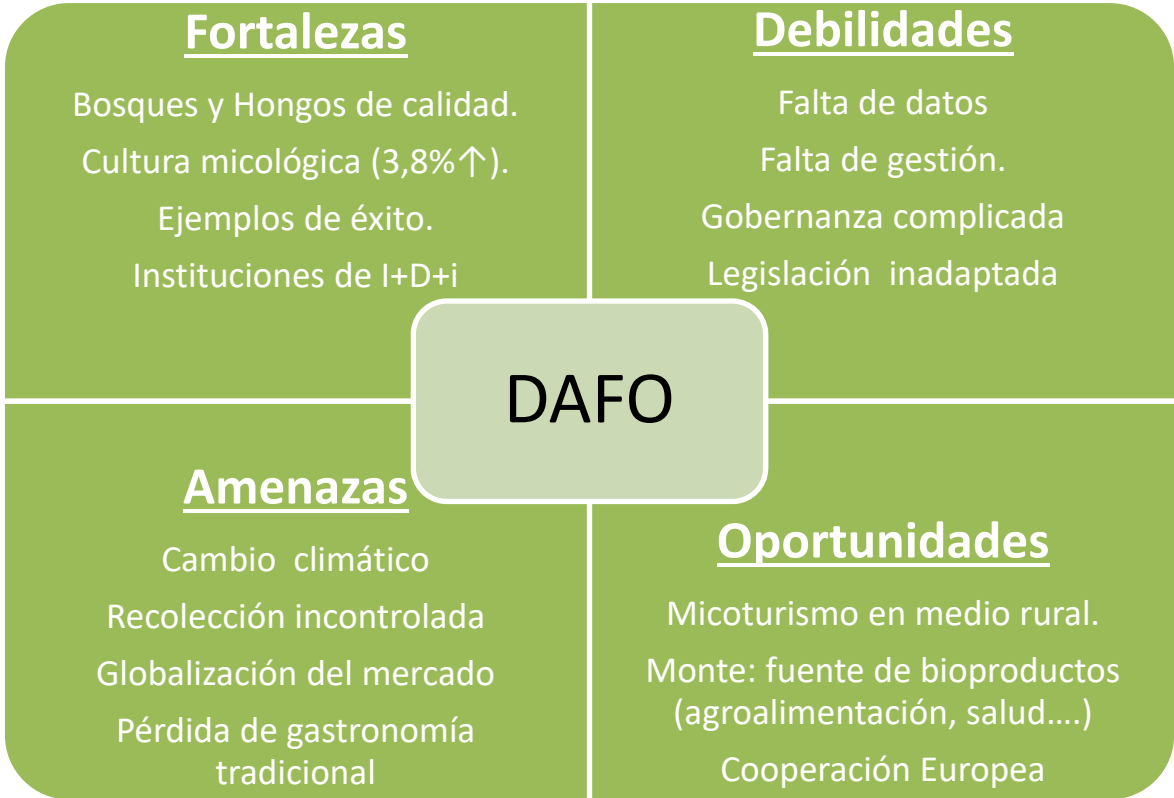 Fortalezas
Bosques y Hongos de calidad.
Cultura micológica (3,8%↑).
Ejemplos de éxito.
Instituciones de I+D+i
Debilidades
Falta de datos
Falta de gestión.
Gobernanza complicada
Legislación inadaptada
DAFO
Amenazas
Cambio climático
Recolección incontrolada
Globalización del mercado
Pérdida de gastronomía
tradicional
Oportunidades
Micoturismo en medio rural.
Monte: fuente de bioproductos
(agroalimentación, salud....)
Cooperación Europea